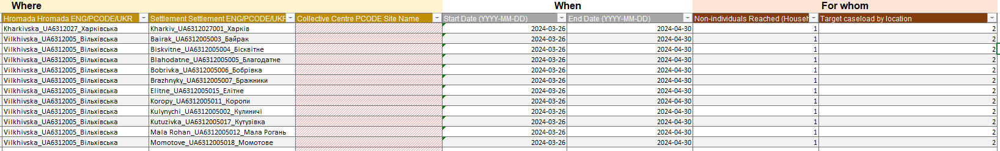 Where When For whom
Hromada Hromada ENG/PCODE/UKR Settlement Settlement ENG/PCODE/UKR Collective Centre PCODE Site Name Start Date (YYYY-MM-DD) End Date (YYYY-MM-DD) Non-individuals Reached (Househ Target caseload by location
Kharkivska_UA6312027_Харківська Kharkiv_UA6312027001_Харків 2024-03-26 2024-04-30 1 2
Vilkhivska_UA6312005_Вільхівська Bairak_UA6312005003_Байрак 2024-03-26 2024-04-30 1 2
Vilkhivska_UA6312005_Вільхівська Biskvitne_UA6312005004_Бісквітне 2024-03-26 2024-04-30 1 2
Vilkhivska_UA6312005_Вільхівська Blahodatne_UA6312005005_Благодатне 2024-03-26 2024-04-30 1 2
Vilkhivska_UA6312005_Вільхівська Bobrivka_UA6312005006_Бобрівка 2024-03-26 2024-04-30 1 2
Vilkhivska_UA6312005_Вільхівська Brazhnyky_UA6312005007_Бражники 2024-03-26 2024-04-30 1 2
Vilkhivska_UA6312005_Вільхівська Elitne_UA6312005015_Елітне 2024-03-26 2024-04-30 1 2
Vilkhivska_UA6312005_Вільхівська Koropy_UA6312005011_Коропи 2024-03-26 2024-04-30 1 2
Vilkhivska_UA6312005_Вільхівська Kulynychi_UA6312005002_Кулиничі 2024-03-26 2024-04-30 1 2
Vilkhivska_UA6312005_Вільхівська Kutuzivka_UA6312005017_Кутузівка 2024-03-26 2024-04-30 1 2
Vilkhivska_UA6312005_Вільхівська Mala Rohan_UA6312005012_Мала Рогань 2024-03-26 2024-04-30 1 2
Vilkhivska_UA6312005_Вільхівська Momotove_UA6312005018_Момотове 2024-03-26 2024-04-30 1 2